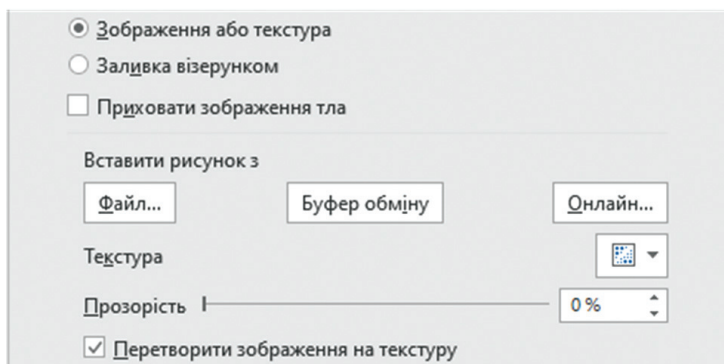 Зображення або текстура
Заливка візерунком
Приховати зображення тла
Вставити рисунок з
Файл... Буфер обміну Онлайн...
Текстура
Прозорість 0 %
Перетворити зображення на текстуру